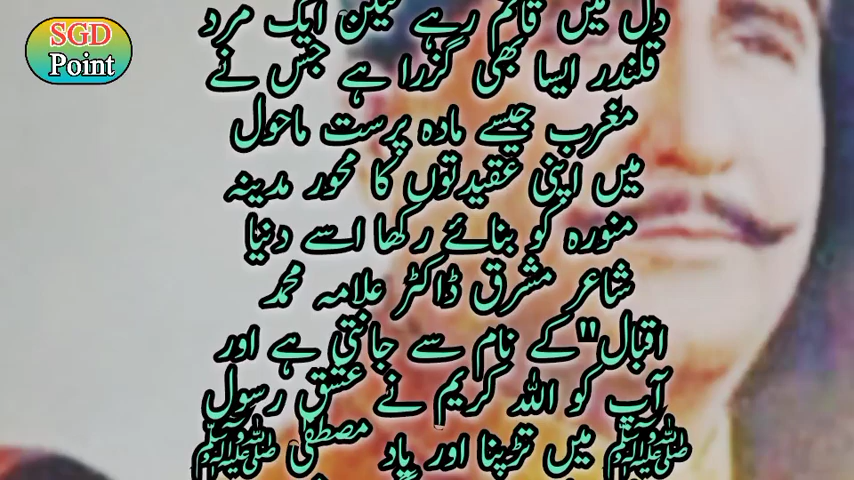 SGD
Point
دل میں قائم رہے لیکن ایک مرد
قلندر ایسا بھی گزرا ہے جس نے
مغرب جیسے مادہ پرست ماحول
میں اپنی عقیدتوں کا محور مدینہ
منورہ کو بنائے رکھا اسے دنیا
شاعر مشرق ڈاکٹر علامہ محمد
اقبال" کے نام سے جانتی ہے اور
آپ کو اللہ کریم نے عشق رسول
ﷺ میں تڑپنا اور یاد مصطفی ﷺ